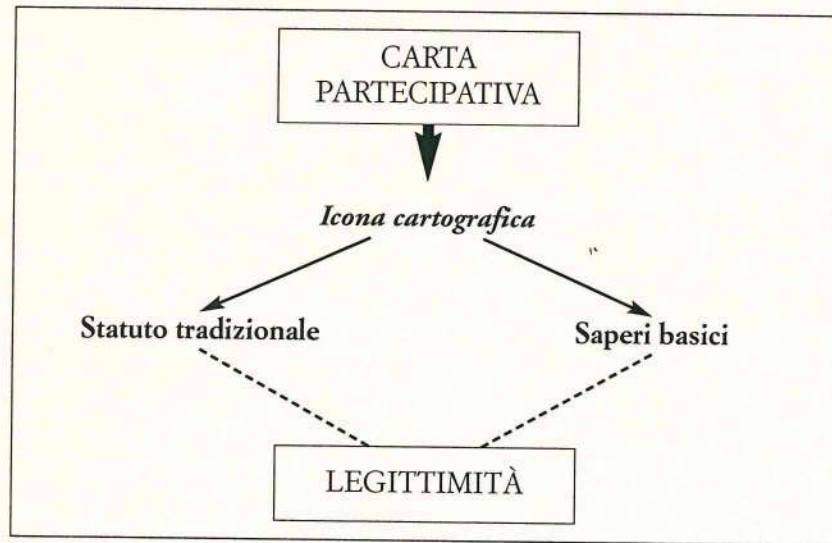 CARTA
PARTECIPATIVA
Icona cartografica
Statuto tradizionale
Saperi basici
LEGITTIMITÀ